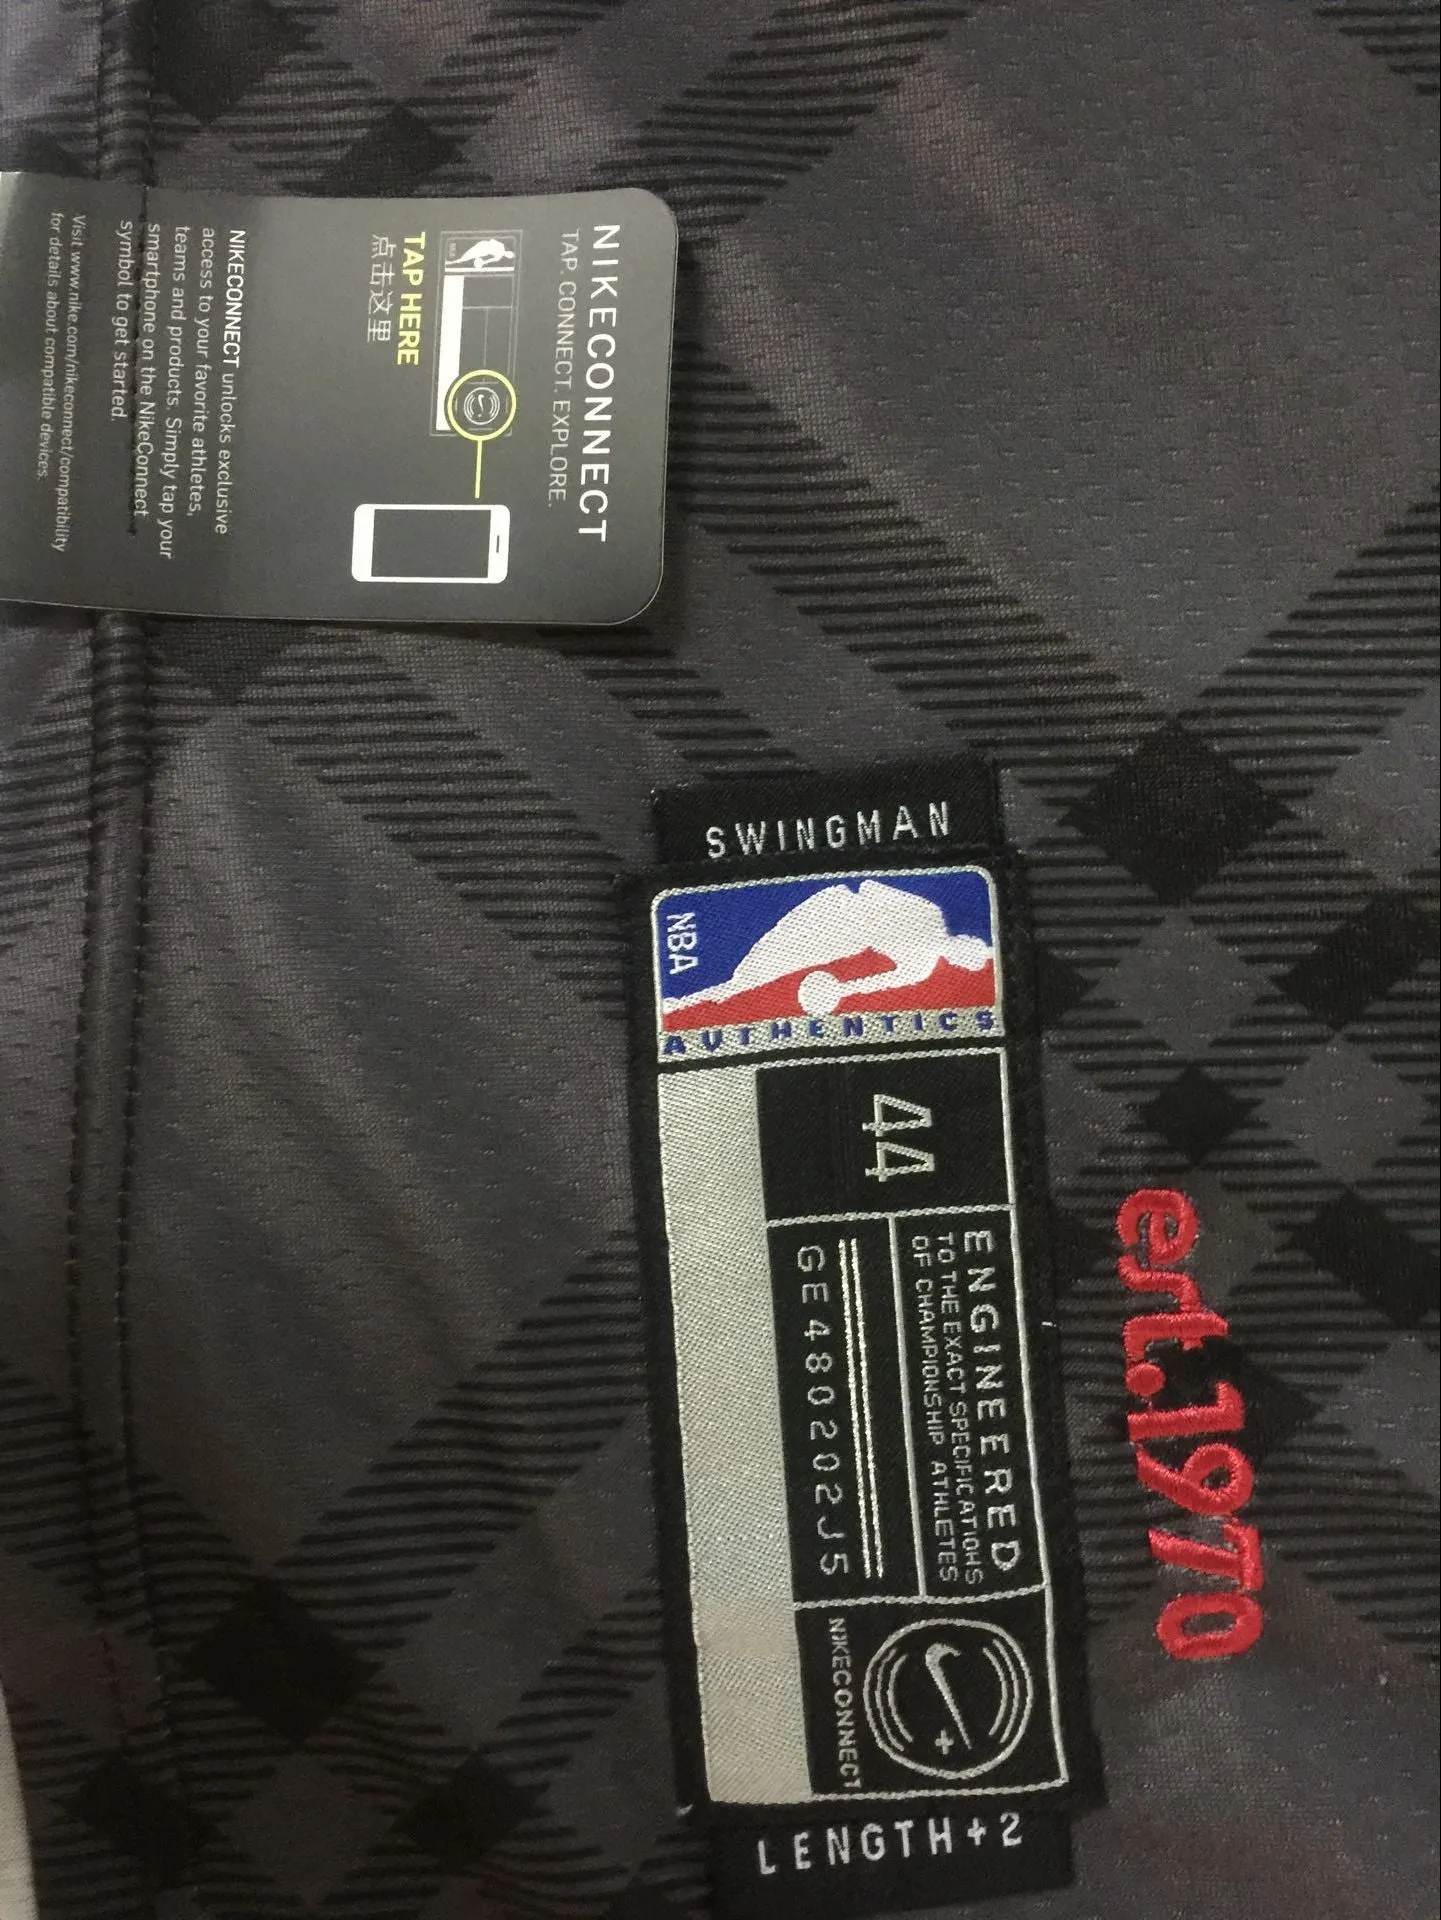 NIKECONNECT
TAP. CONNECT. EXPLORE.
NBA
TAP HERE
点击这里
NIKECONNECT unlocks exclusive
access to your favorite athletes,
teams and products. Simply tap your
smartphone on the NikeConnect
symbol to get started.
Visit www.nike.com/nikeconnect/compatibility
for details about compatible devices.
SWINGMAN
NBA
AUTHENTICS
44
ENGINEERED
TO THE EXACT SPECIFICATIONS
OF CHAMPIONSHIP ATHLETES
GE480202J5
NIKECONNECT
LENGTH+2
est.1970